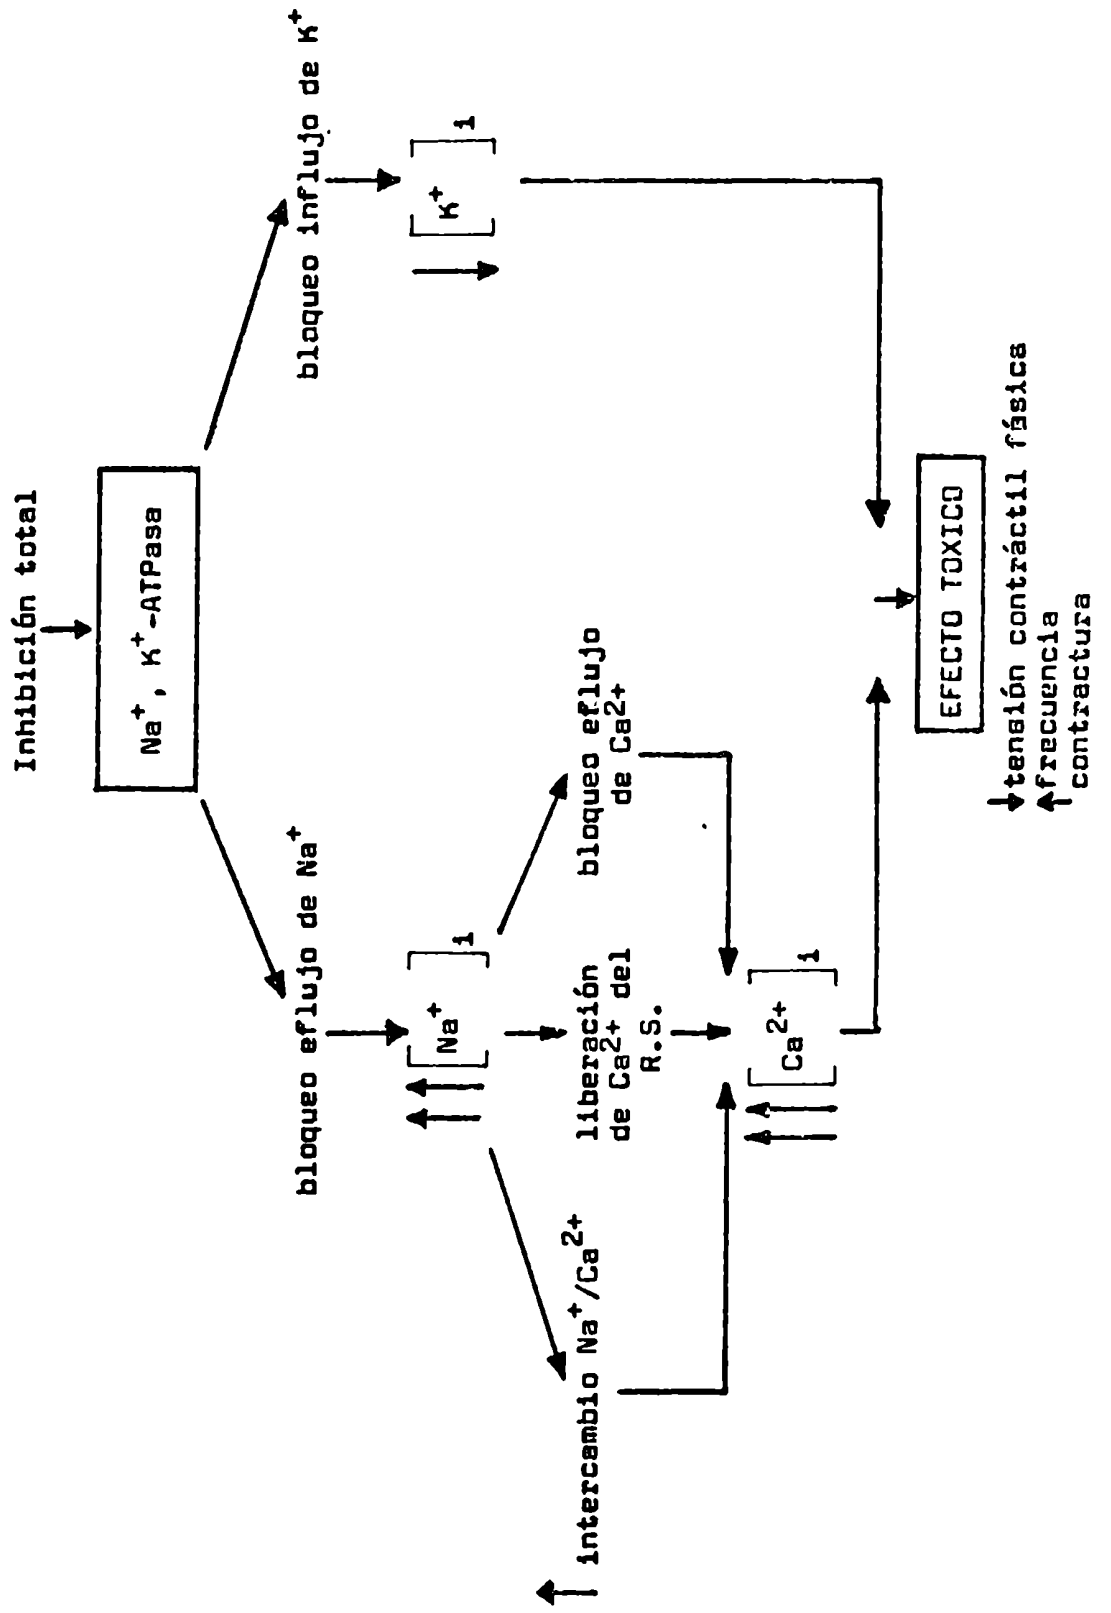 Inhibición total
Na⁺, K⁺-ATPasa
bloqueo eflujo de Na⁺
bloqueo influjo de K⁺
[Na⁺]i
[K⁺]i
intercambio Na⁺/Ca²⁺
liberación
de Ca²⁺ del
R.S.
bloqueo eflujo
de Ca²⁺
[Ca²⁺]i
EFECTO TOXICO
tensión contráctil fásica
frecuencia
contractura